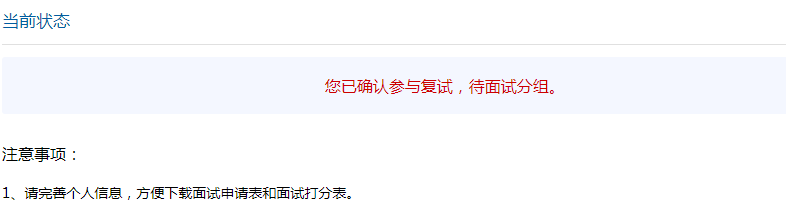 当前状态
您已确认参与复试，待面试分组。
注意事项：
1、请完善个人信息，方便下载面试申请表和面试打分表。